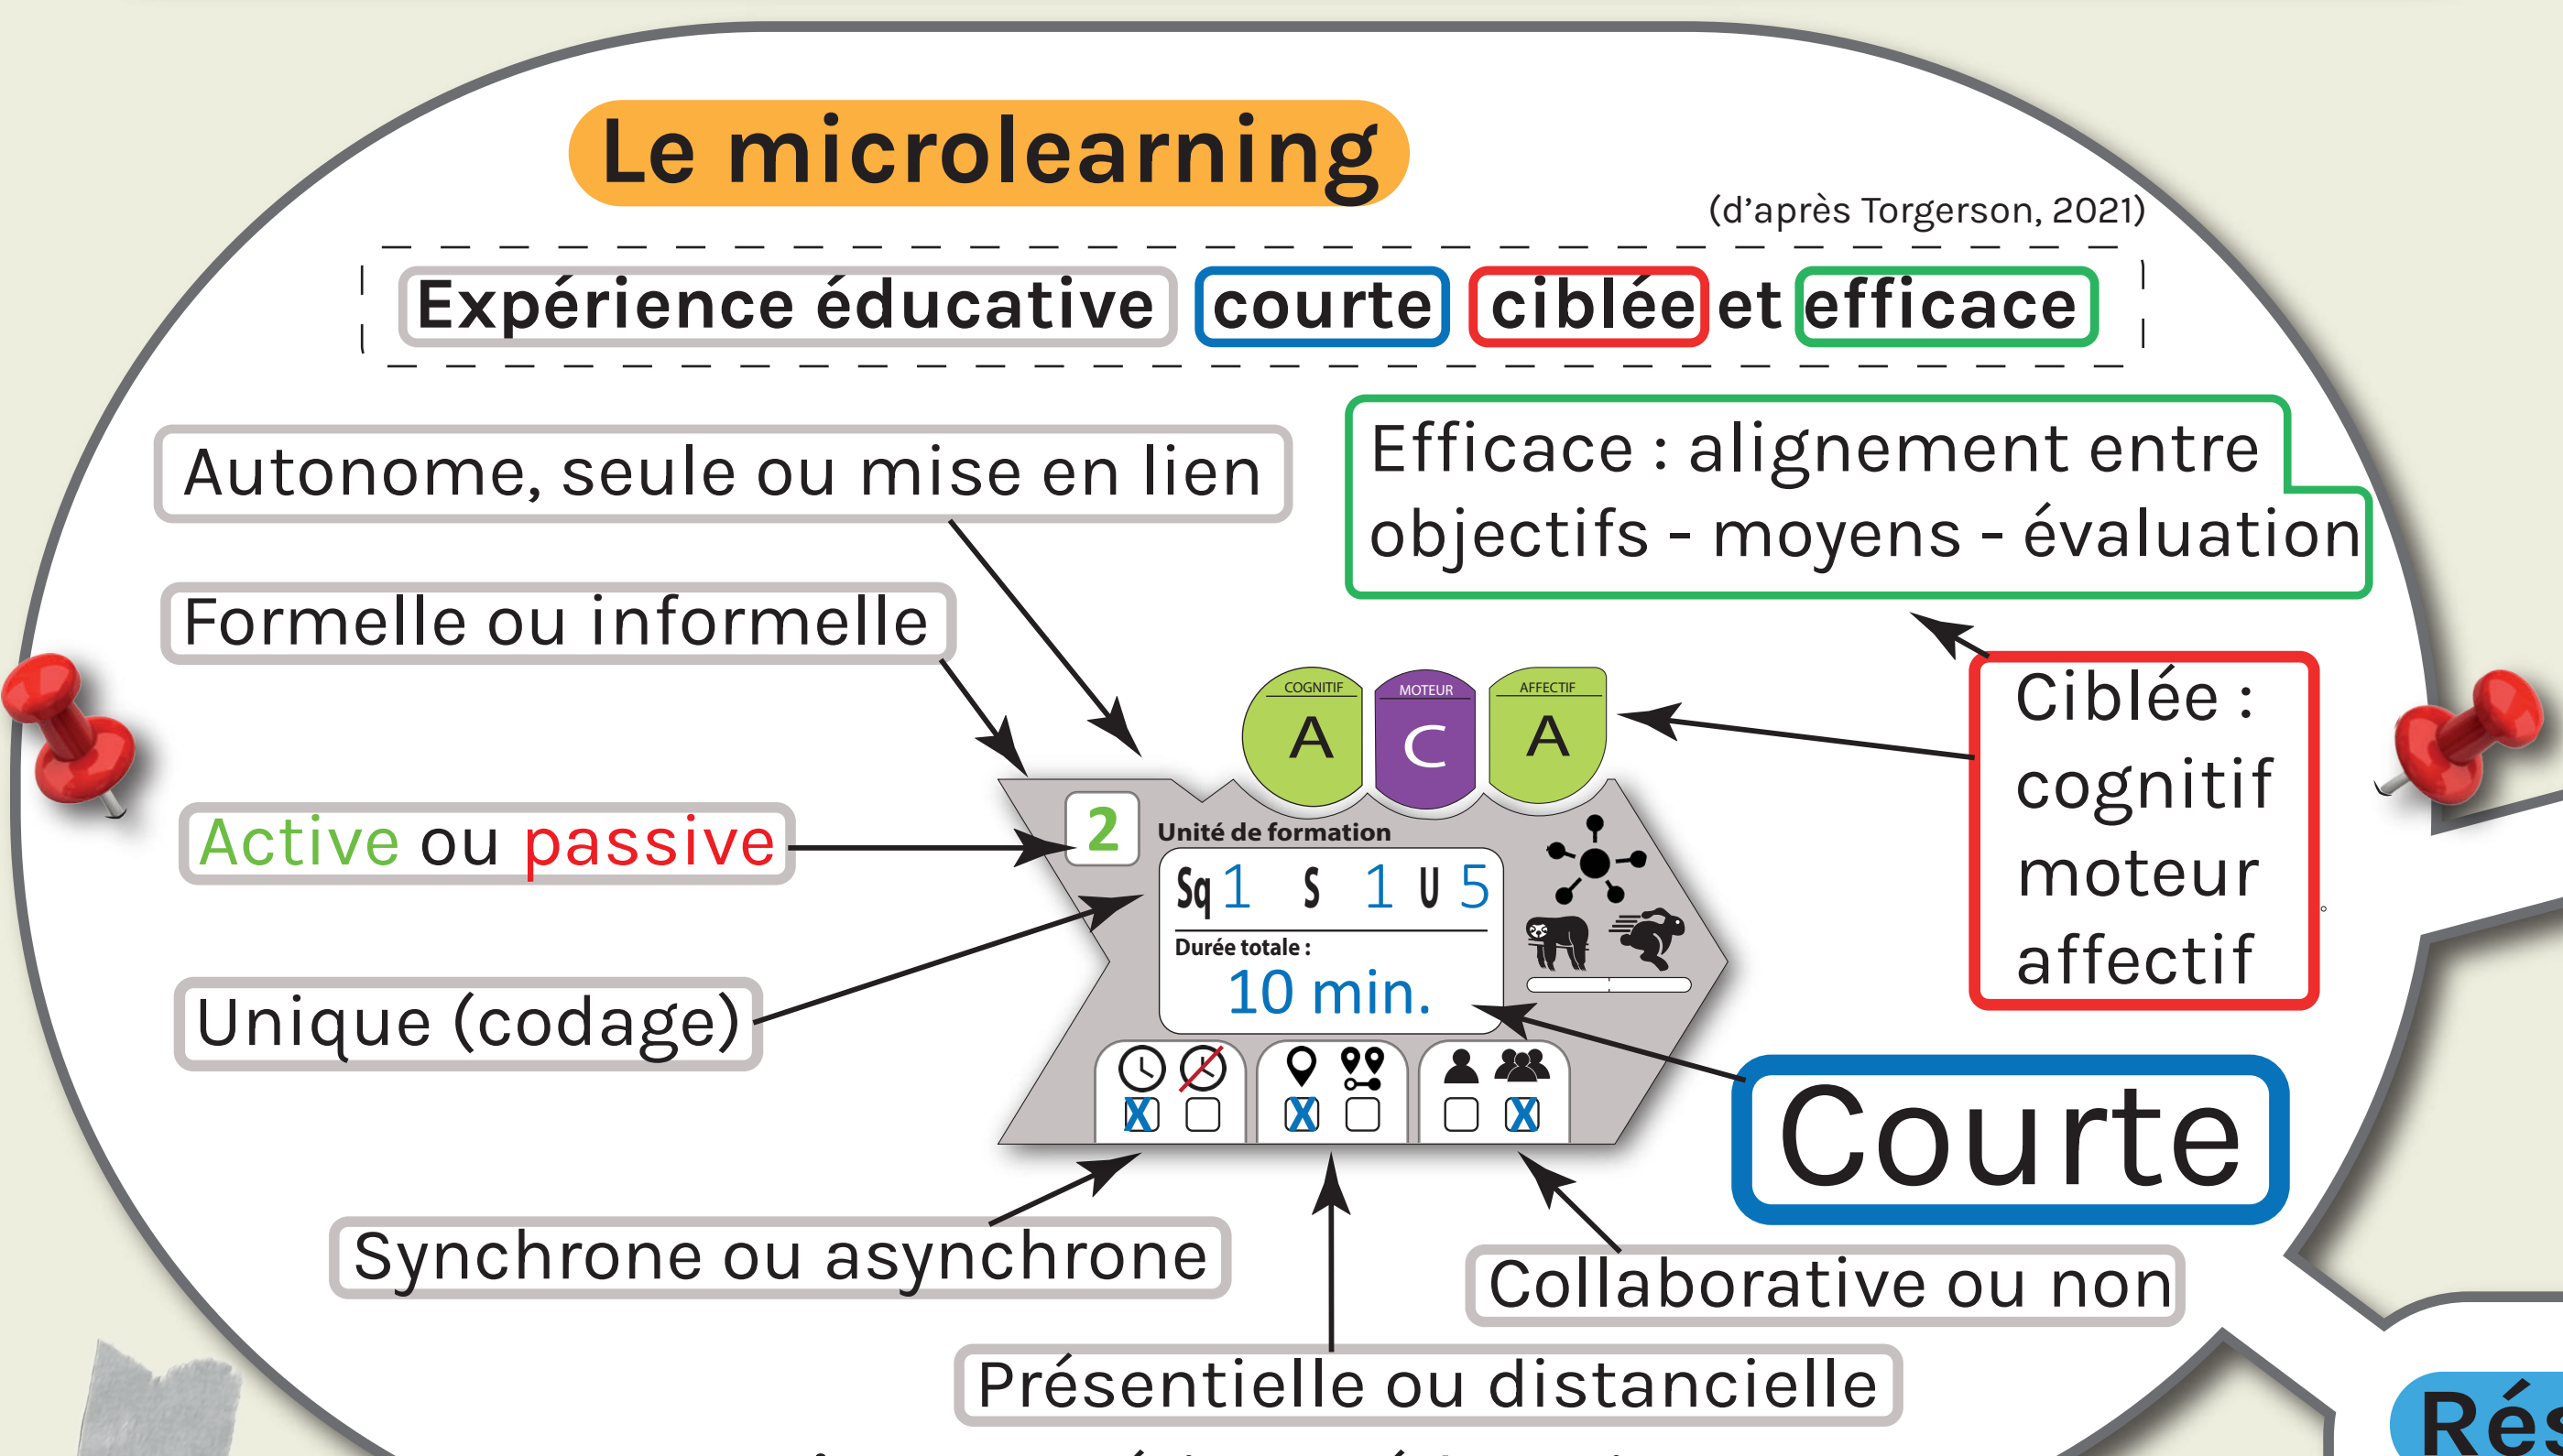 Le microlearning
(d'après Torgerson, 2021)
Expérience éducative courte ciblée et efficace
Autonome, seule ou mise en lien
Efficace : alignement entre
objectifs - moyens - évaluation
Formelle ou informelle
Ciblée :
cognitif
moteur
affectif
COGNITIF
A
MOTEUR
C
AFFECTIF
A
Active ou passive
2
Unité de formation
Sq 1 S 1 U 5
Durée totale :
10 min.
Unique (codage)
X
X
X
Courte
Synchrone ou asynchrone
Collaborative ou non
Présentielle ou distancielle